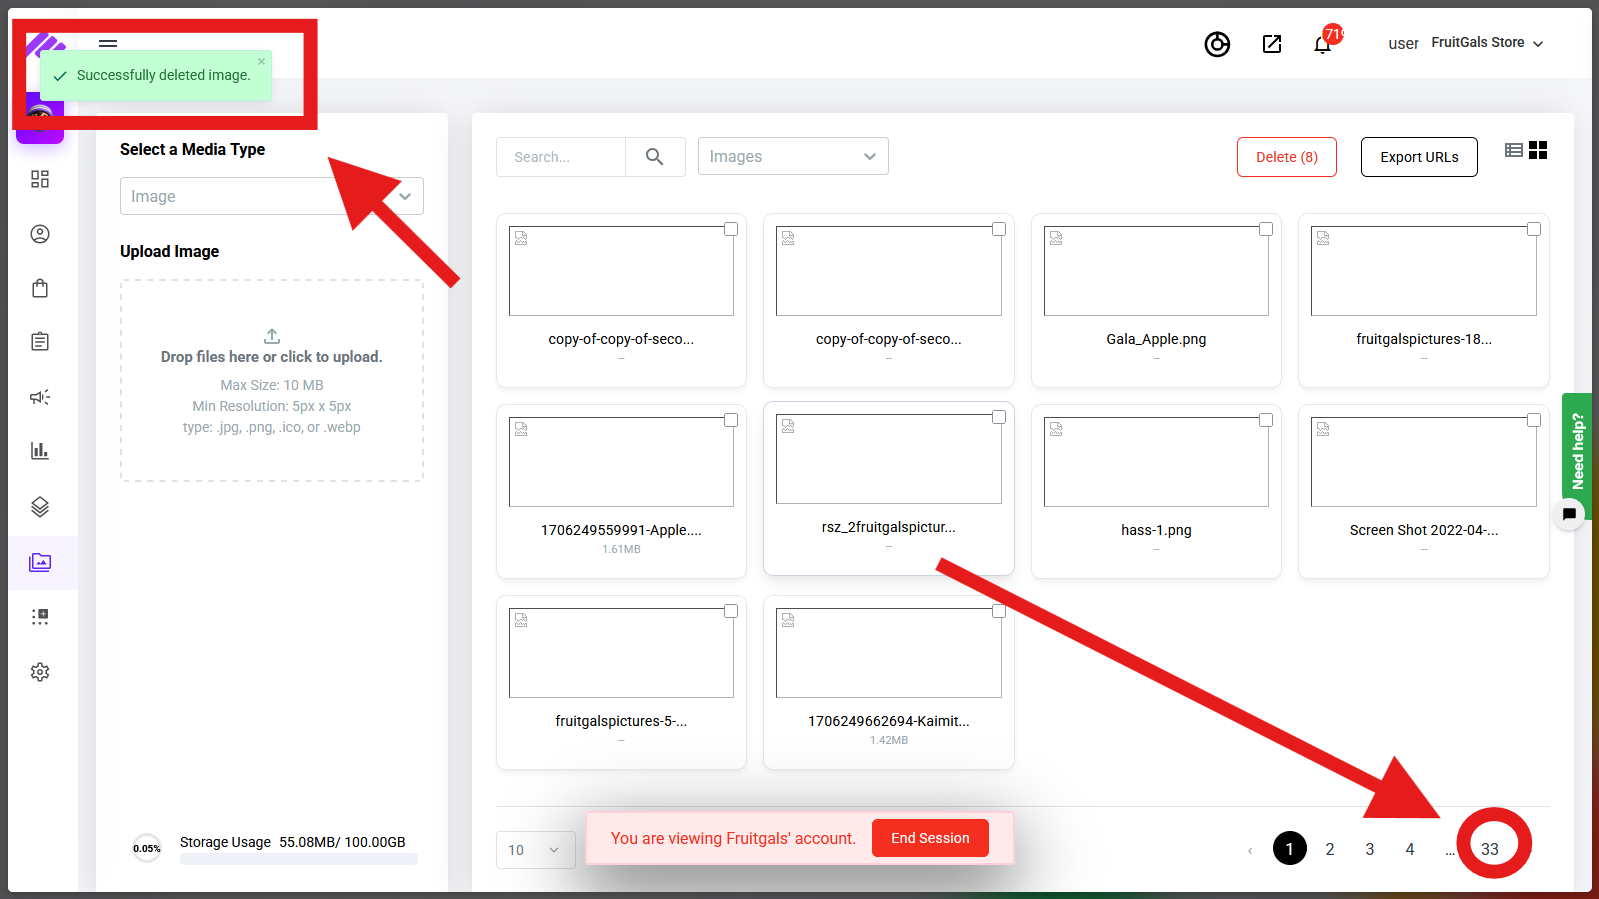 Successfully deleted image.
×
user
FruitGals Store
Select a Media Type
Image
Upload Image
Drop files here or click to upload.
Max Size: 10 MB
Min Resolution: 5px x 5px
type: .jpg, .png, .ico, or .webp
0.05%
Storage Usage 55.08MB/ 100.00GB
Search...
Images
Delete (8)
Export URLs
copy-of-copy-of-seco...
--
copy-of-copy-of-seco...
--
Gala_Apple.png
--
fruitgalspictures-18...
--
1706249559991-Apple....
1.61MB
rsz_2fruitgalspictur...
--
hass-1.png
--
Screen Shot 2022-04-...
--
fruitgalspictures-5-...
--
1706249662694-Kaimit...
1.42MB
Need help?
10
You are viewing Fruitgals' account.
End Session
‹ 1 2 3 4 ... 33